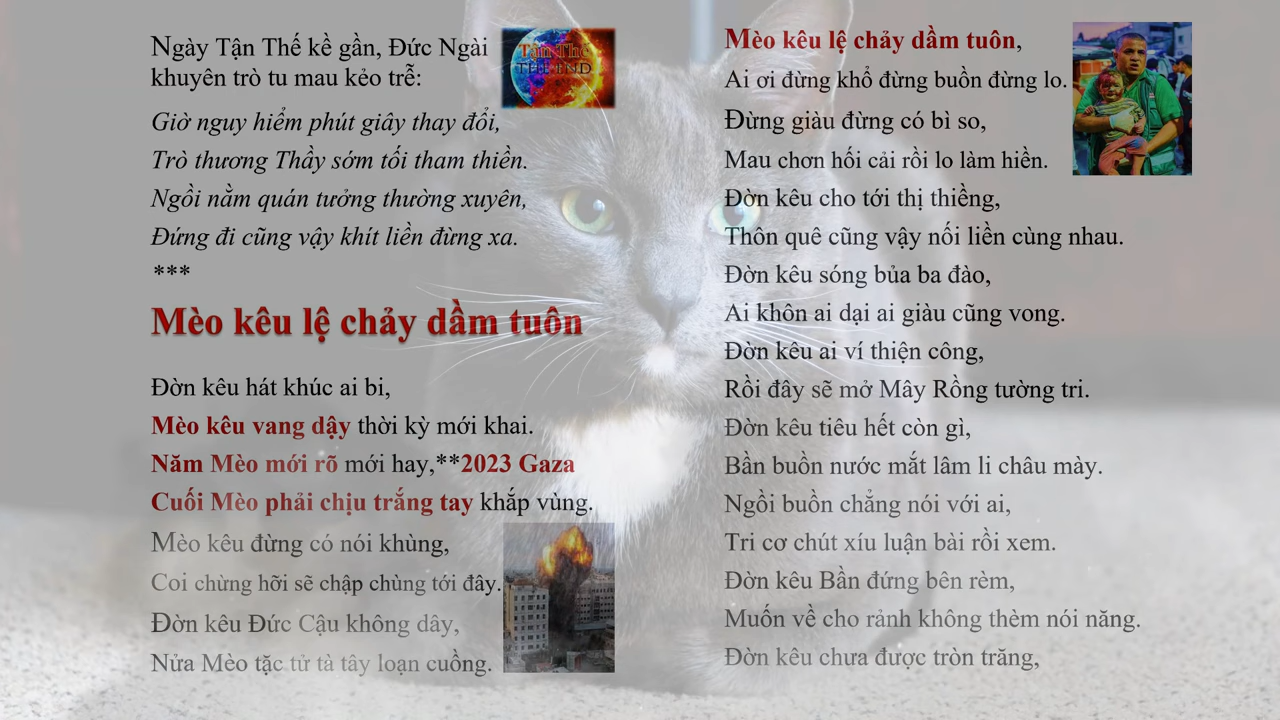 Ngày Tận Thế kề gần, Đức Ngài
khuyên trò tu mau kẻo trễ:
Tận Thế
THE END
Giờ nguy hiểm phút giây thay đổi,
Trò thương Thầy sớm tối tham thiền.
Ngồi nằm quán tưởng thường xuyên,
Đứng đi cũng vậy khít liền đừng xa.
***
Mèo kêu lệ chảy dầm tuôn
Đờn kêu hát khúc ai bi,
Mèo kêu vang dậy thời kỳ mới khai.
Năm Mèo mới rõ mới hay,**2023 Gaza
Cuối Mèo phải chịu trắng tay khắp vùng.
Mèo kêu đừng có nói khùng,
Coi chừng hỡi sẽ chập chùng tới đây.
Đờn kêu Đức Cậu không dây,
Nửa Mèo tặc tử tà tây loạn cuồng.
Mèo kêu lệ chảy dầm tuôn,
Ai ơi đừng khổ đừng buồn đừng lo.
Đừng giàu đừng có bì so,
Mau chơn hối cải rồi lo làm hiền.
Đờn kêu cho tới thị thiềng,
Thôn quê cũng vậy nối liền cùng nhau.
Đờn kêu sóng bủa ba đào,
Ai khôn ai dại ai giàu cũng vong.
Đờn kêu ai ví thiện công,
Rồi đây sẽ mở Mây Rồng tường tri.
Đờn kêu tiêu hết còn gì,
Bần buồn nước mắt lâm li châu mày.
Ngồi buồn chẳng nói với ai,
Tri cơ chút xíu luận bài rồi xem.
Đờn kêu Bần đứng bên rèm,
Muốn về cho rảnh không thèm nói năng.
Đờn kêu chưa được tròn trăng,